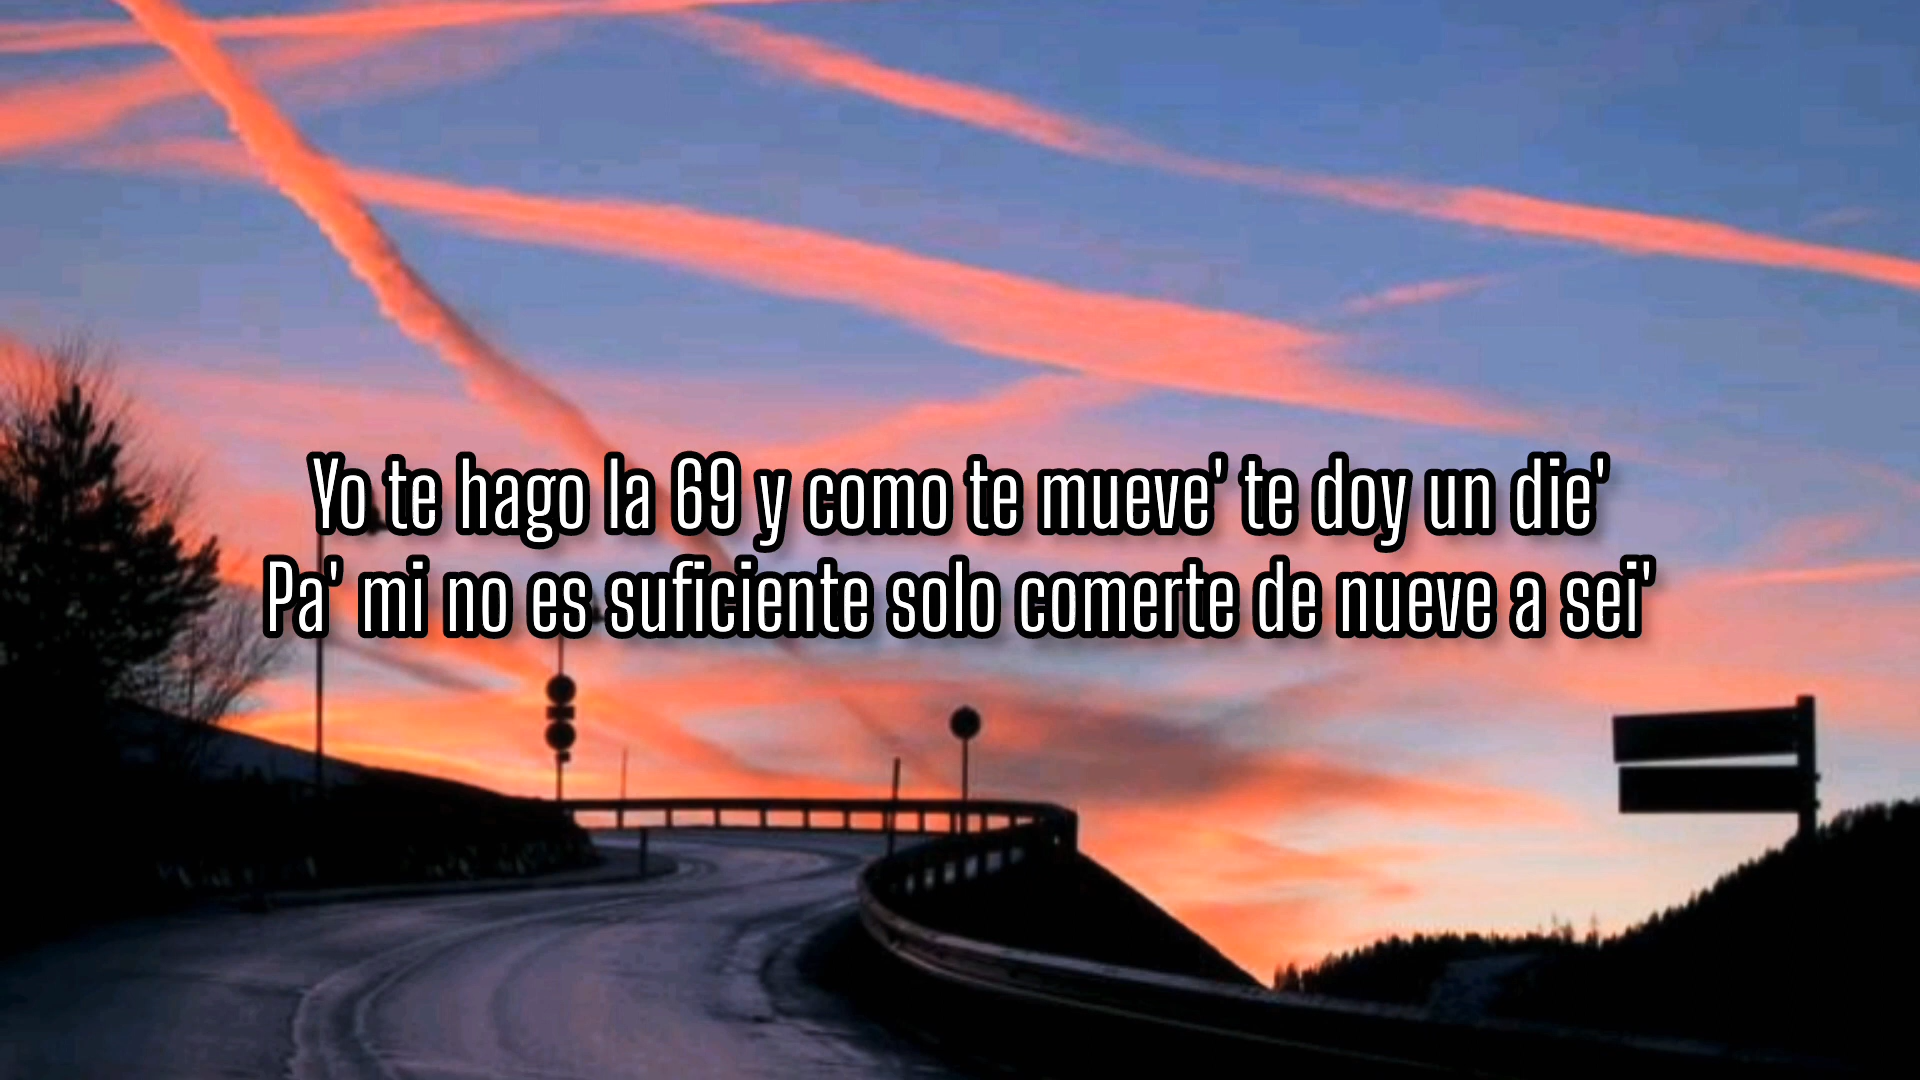 Yo te hago la 69 y como te mueve' te doy un die'
Pa' mi no es suficiente solo comerte de nueve a sei'